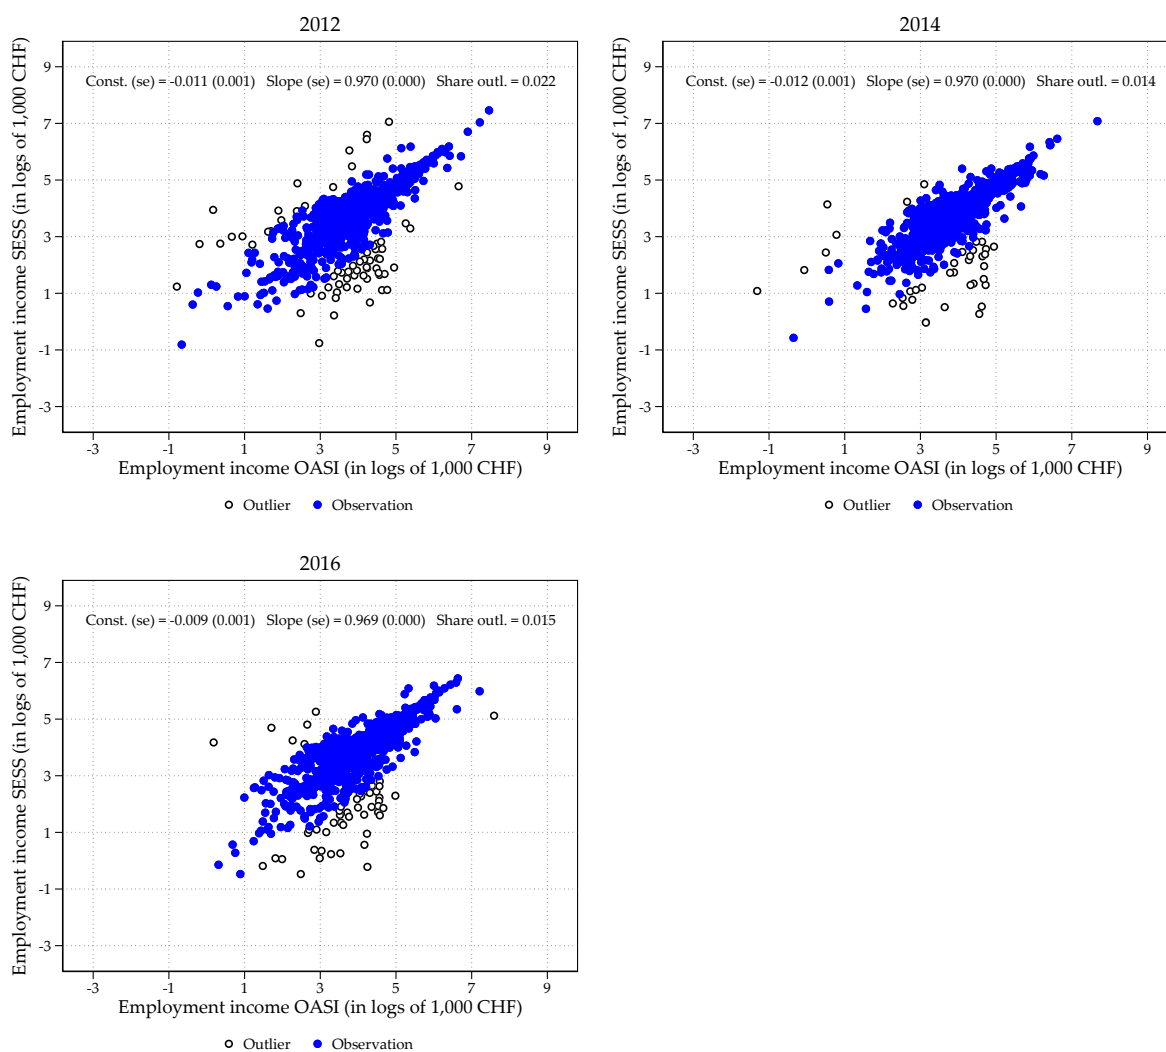 2012
Employment income SESS (in logs of 1,000 CHF)
Const. (se) = -0.011 (0.001) Slope (se) = 0.970 (0.000) Share outl. = 0.022
9
7
5
3
1
-1
-3
-3 -1 1 3 5 7 9
Employment income OASI (in logs of 1,000 CHF)
Outlier Observation
2014
Employment income SESS (in logs of 1,000 CHF)
Const. (se) = -0.012 (0.001) Slope (se) = 0.970 (0.000) Share outl. = 0.014
9
7
5
3
1
-1
-3
-3 -1 1 3 5 7 9
Employment income OASI (in logs of 1,000 CHF)
Outlier Observation
2016
Employment income SESS (in logs of 1,000 CHF)
Const. (se) = -0.009 (0.001) Slope (se) = 0.969 (0.000) Share outl. = 0.015
9
7
5
3
1
-1
-3
-3 -1 1 3 5 7 9
Employment income OASI (in logs of 1,000 CHF)
Outlier Observation